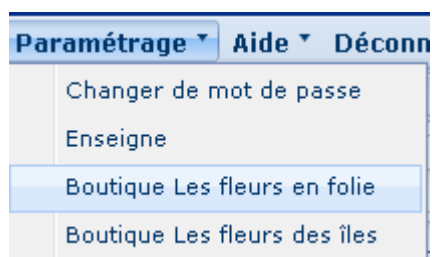 Paramétrage Aide Déconn
Changer de mot de passe
Enseigne
Boutique Les fleurs en folie
Boutique Les fleurs des îles